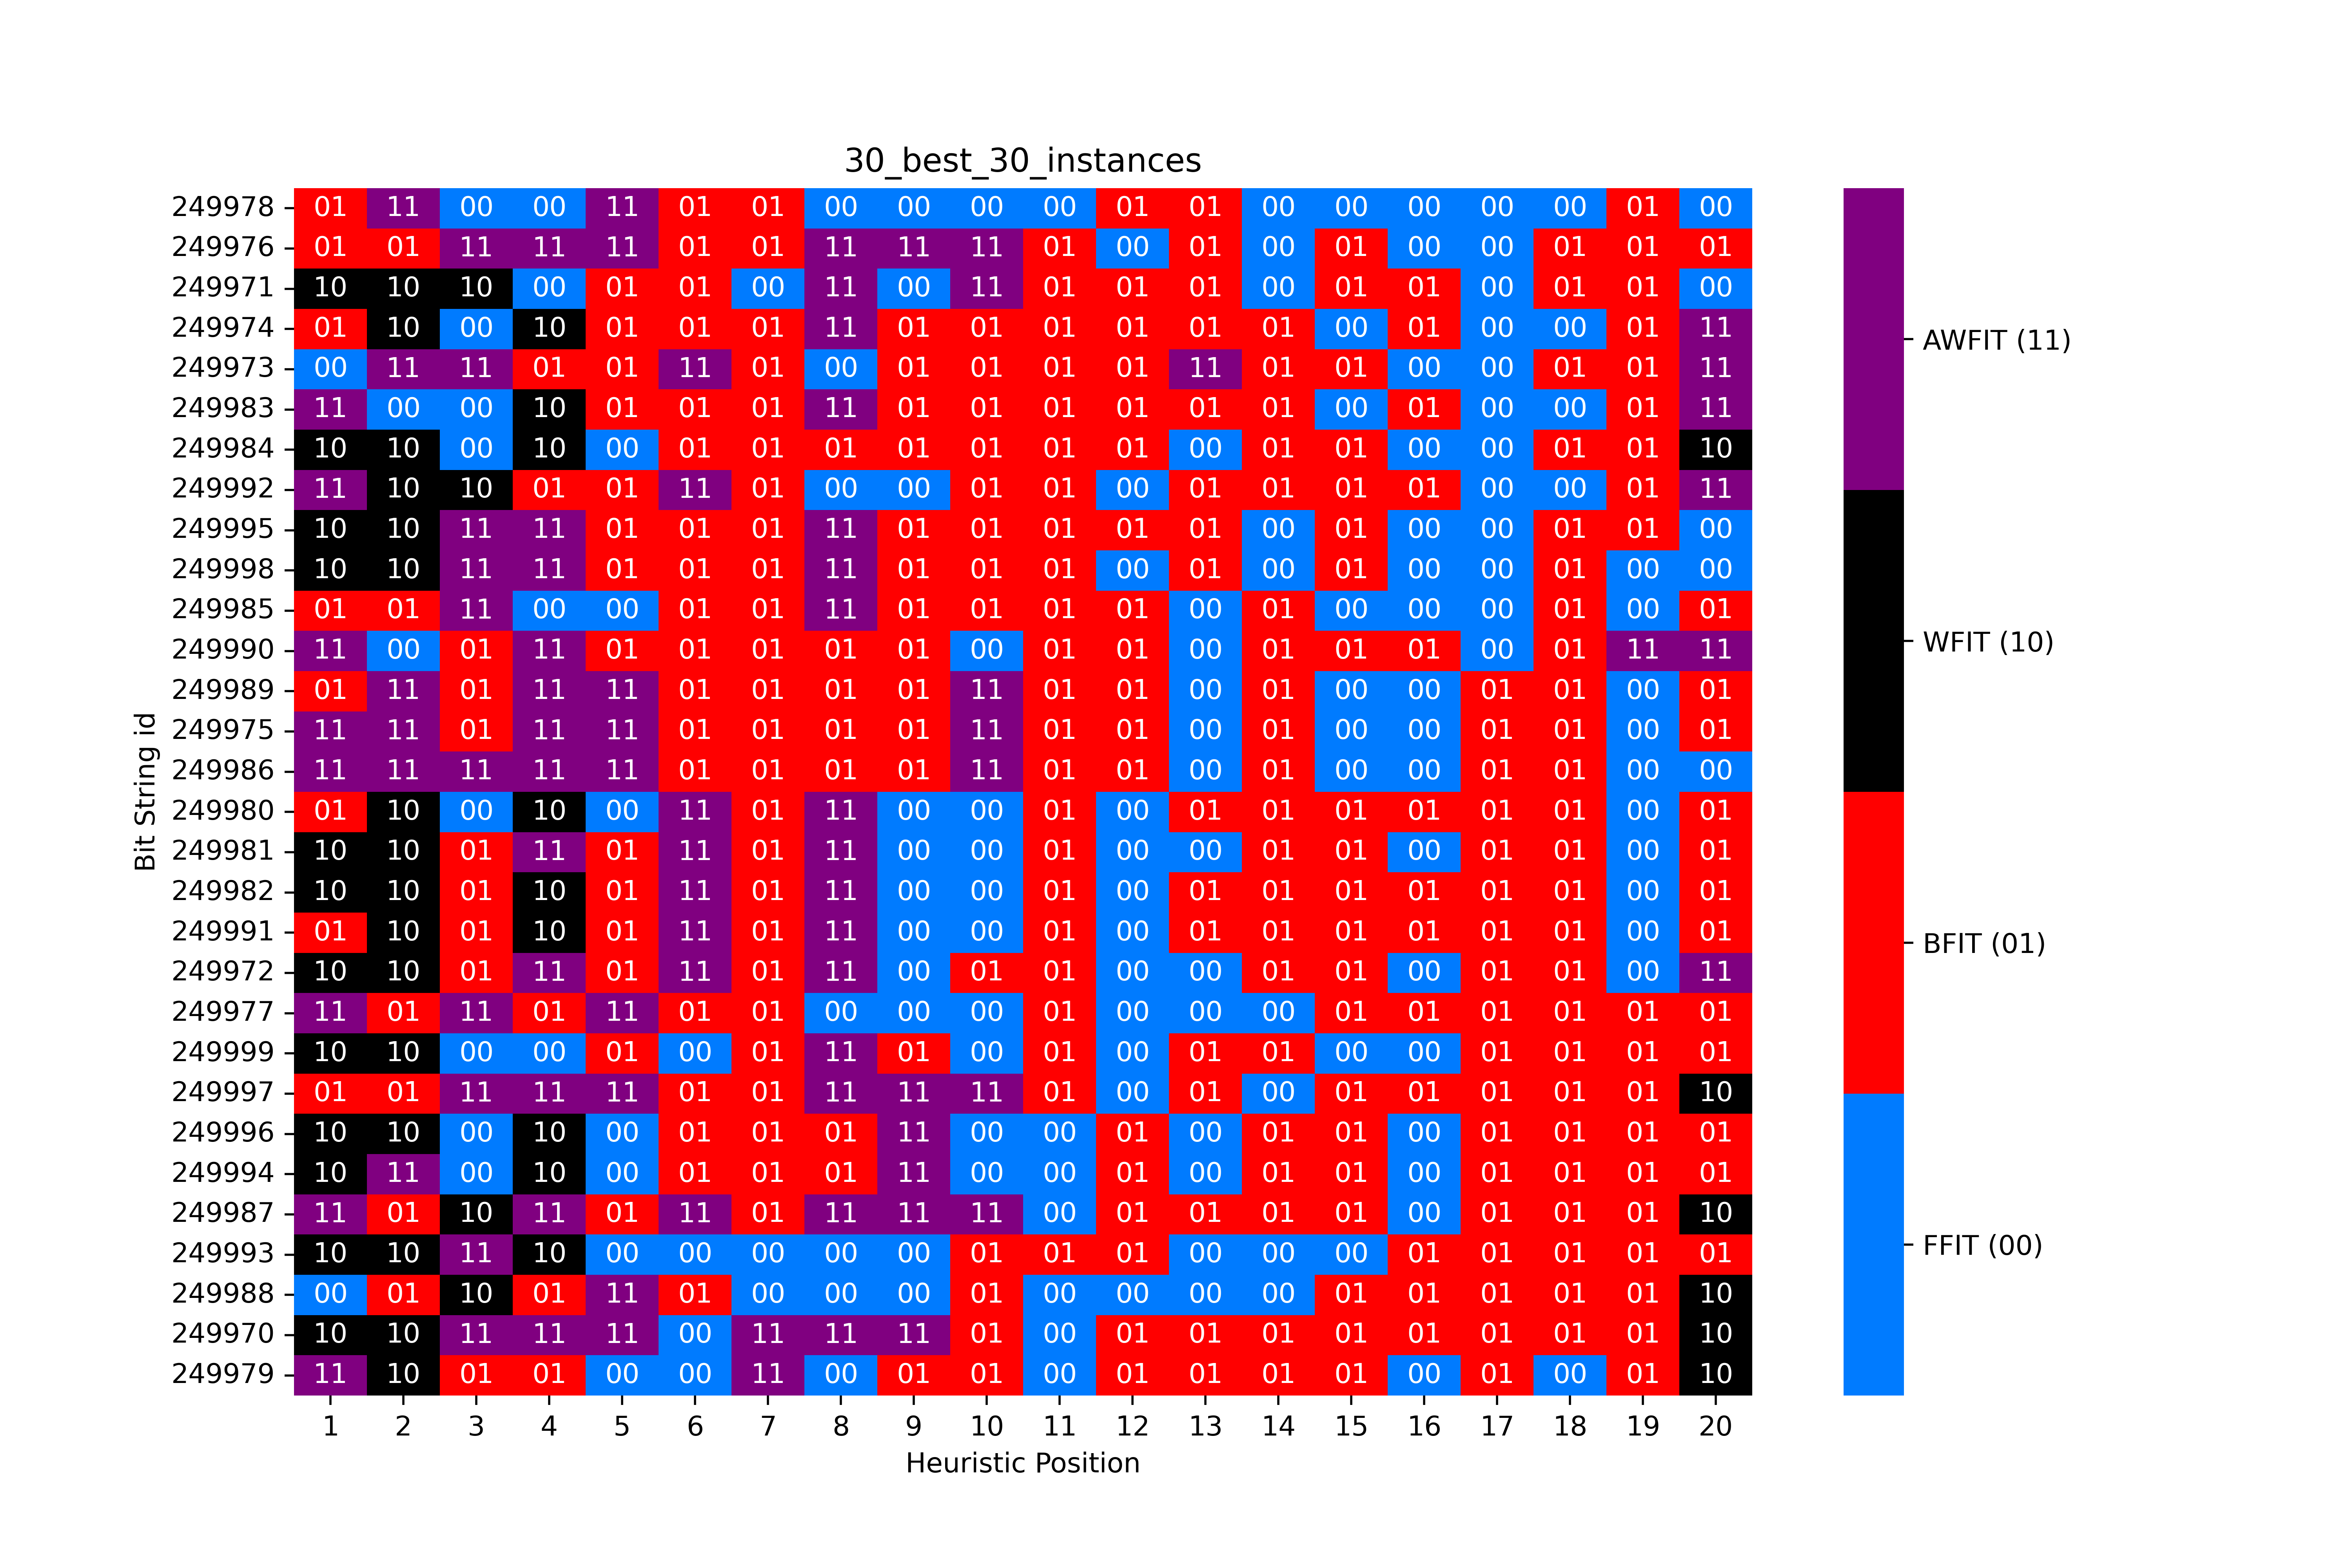 30_best_30_instances
249978 01 11 00 00 11 01 01 00 00 00 00 01 01 00 00 00 00 00 01 00
249976 01 01 11 11 11 01 01 11 11 11 01 00 01 00 01 00 00 01 01 01
249971 10 10 10 00 01 01 00 11 00 11 01 01 01 00 01 01 00 01 01 00
249974 01 10 00 10 01 01 01 11 01 01 01 01 01 01 00 01 00 00 01 11
249973 00 11 11 01 01 11 01 00 01 01 01 01 11 01 01 00 00 01 01 11
249983 11 00 00 10 01 01 01 11 01 01 01 01 01 01 00 01 00 00 01 11
249984 10 10 00 10 00 01 01 01 01 01 01 01 00 01 01 00 00 01 01 10
249992 11 10 10 01 01 11 01 00 00 01 01 00 01 01 01 01 00 00 01 11
249995 10 10 11 11 01 01 01 11 01 01 01 01 01 00 01 00 00 01 01 00
249998 10 10 11 11 01 01 01 11 01 01 01 00 01 00 01 00 00 01 00 00
249985 01 01 11 00 00 01 01 11 01 01 01 01 00 01 00 00 00 01 00 01
249990 11 00 01 11 01 01 01 01 01 00 01 01 00 01 01 01 00 01 11 11
249989 01 11 01 11 11 01 01 01 01 11 01 01 00 01 00 00 01 01 00 01
249975 11 11 01 11 11 01 01 01 01 11 01 01 00 01 00 00 01 01 00 01
249986 11 11 11 11 11 01 01 01 01 11 01 01 00 01 00 00 01 01 00 00
249980 01 10 00 10 00 11 01 11 00 00 01 00 01 01 01 01 01 01 00 01
249981 10 10 01 11 01 11 01 11 00 00 01 00 00 01 01 00 01 01 00 01
249982 10 10 01 10 01 11 01 11 00 00 01 00 01 01 01 01 01 01 00 01
249991 01 10 01 10 01 11 01 11 00 00 01 00 01 01 01 01 01 01 00 01
249972 10 10 01 11 01 11 01 11 00 01 01 00 00 01 01 00 01 01 00 11
249977 11 01 11 01 11 01 01 00 00 00 01 00 00 00 01 01 01 01 01 01
249999 10 10 00 00 01 00 01 11 01 00 01 00 01 01 00 00 01 01 01 01
249997 01 01 11 11 11 01 01 11 11 11 01 00 01 00 01 01 01 01 01 10
249996 10 10 00 10 00 01 01 01 11 00 00 01 00 01 01 00 01 01 01 01
249994 10 11 00 10 00 01 01 01 11 00 00 01 00 01 01 00 01 01 01 01
249987 11 01 10 11 01 11 01 11 11 11 00 01 01 01 01 00 01 01 01 10
249993 10 10 11 10 00 00 00 00 00 01 01 01 00 00 00 01 01 01 01 01
249988 00 01 10 01 11 01 00 00 00 01 00 00 00 00 01 01 01 01 01 10
249970 10 10 11 11 11 00 11 11 11 01 00 01 01 01 01 01 01 01 01 10
249979 11 10 01 01 00 00 11 00 01 01 00 01 01 01 01 00 01 00 01 10
1 2 3 4 5 6 7 8 9 10 11 12 13 14 15 16 17 18 19 20
Heuristic Position
Bit String id
AWFIT (11)
WFIT (10)
BFIT (01)
FFIT (00)